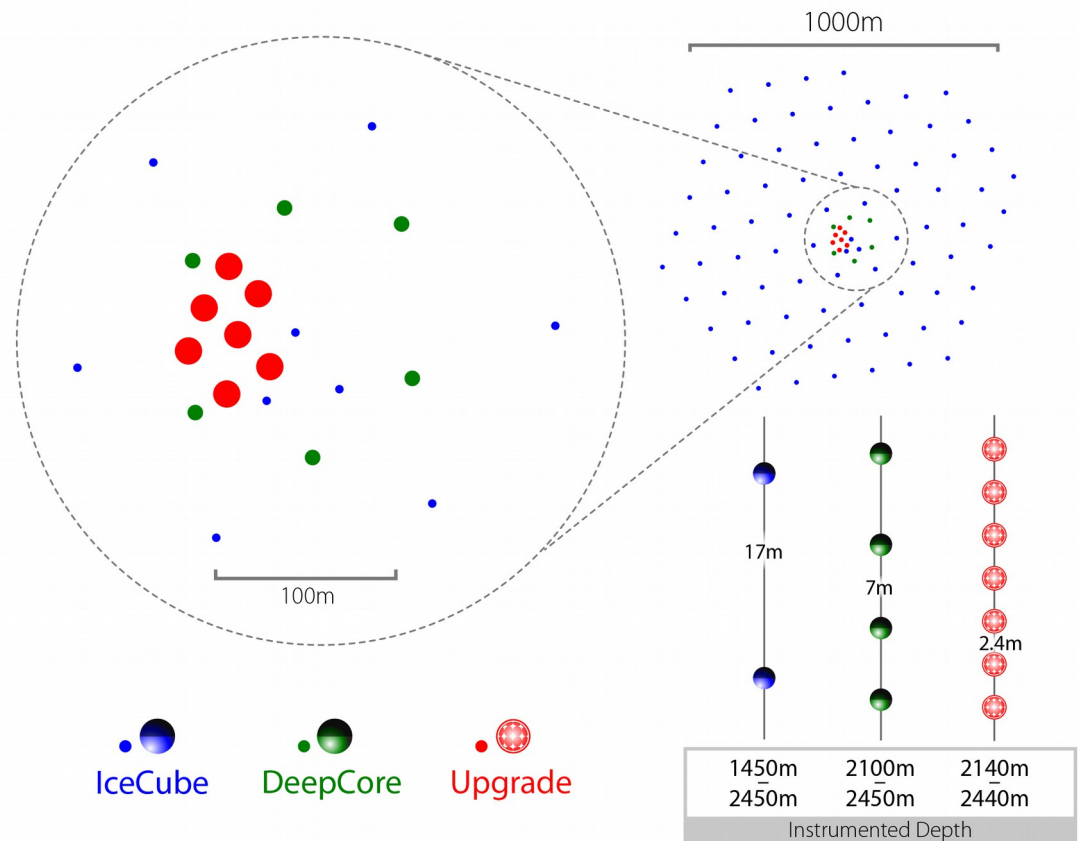 1000m
100m
17m
7m
2.4m
IceCube
DeepCore
Upgrade
1450m
–
2450m
2100m
–
2450m
2140m
–
2440m
Instrumented Depth